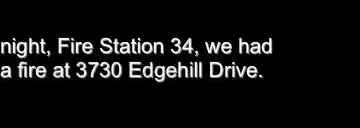 night, Fire Station 34, we had
a fire at 3730 Edgehill Drive.